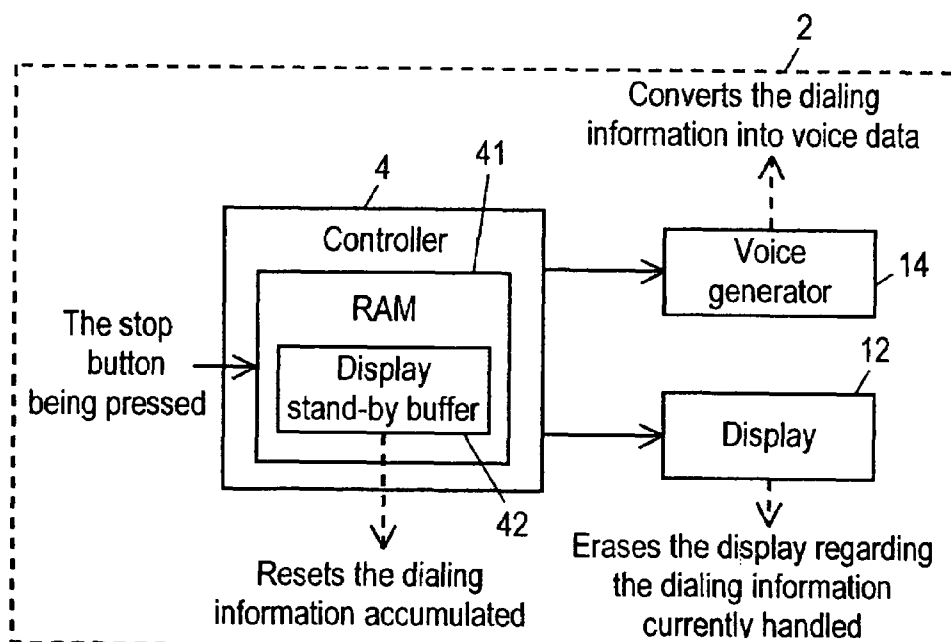 2
Converts the dialing
information into voice data
41
4
Controller
Voice
generator
14
RAM
The stop
button
being pressed
Display
stand-by buffer
12
Display
42
Resets the dialing
information accumulated
Erases the display regarding
the dialing information
currently handled